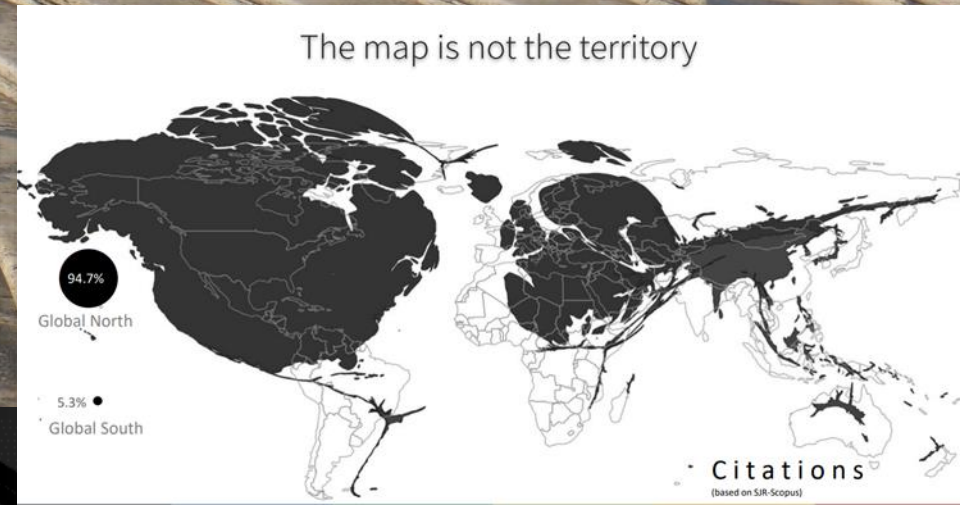 The map is not the territory
94.7%
Global North
5.3%
Global South
Citations
(based on SJR-Scopus)